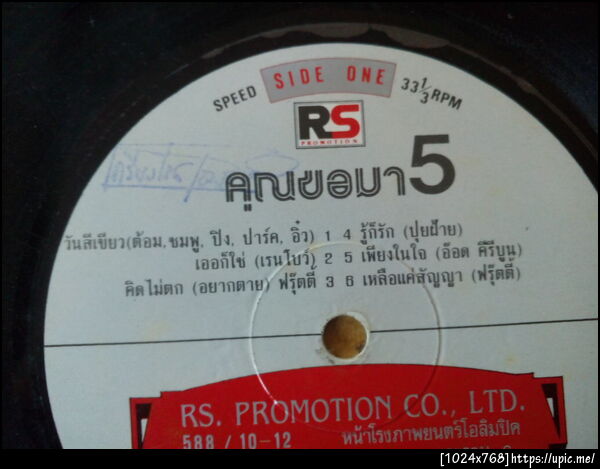 SPEED SIDE ONE 33 1/3 RPM
RS
PROMOTION
คุณขอมา 5
วันสีเขียว(ต้อม,ชมพู, ปิง, ปาร์ค, อิ๋ว) 1 4 รู้ก็รัก (ปุยฝ้าย)
เออก็ใช่ (เรนโบว์) 2 5 เพียงในใจ (อ๊อด คีรีบูน)
คิดไม่ตก (อยากตาย) ฟรุ๊ตตี้ 3 6 เหลือแค่สัญญา (ฟรุ๊ตตี้)
RS. PROMOTION CO., LTD.
588 / 10-12 หน้าโรงภาพยนตร์โอลิมปิค
[1024x768]https://upic.me/